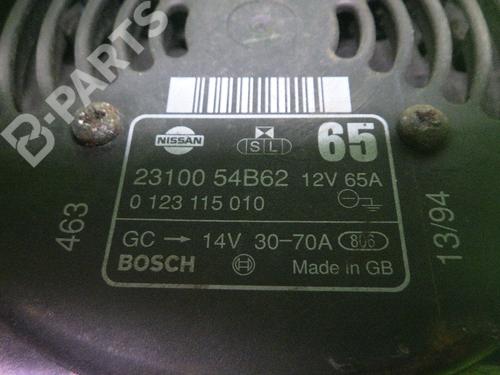 B-PARTS
NISSAN
S L
65
23100 54B62 12V 65A
0 123 115 010
GC → 14V 30-70A 806
BOSCH Made in GB
463
13/94